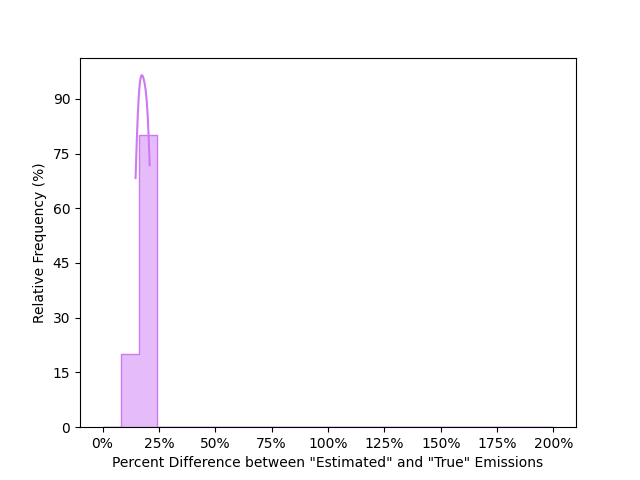 90
75
60
45
30
15
0
Relative Frequency (%)
0% 25% 50% 75% 100% 125% 150% 175% 200%
Percent Difference between "Estimated" and "True" Emissions